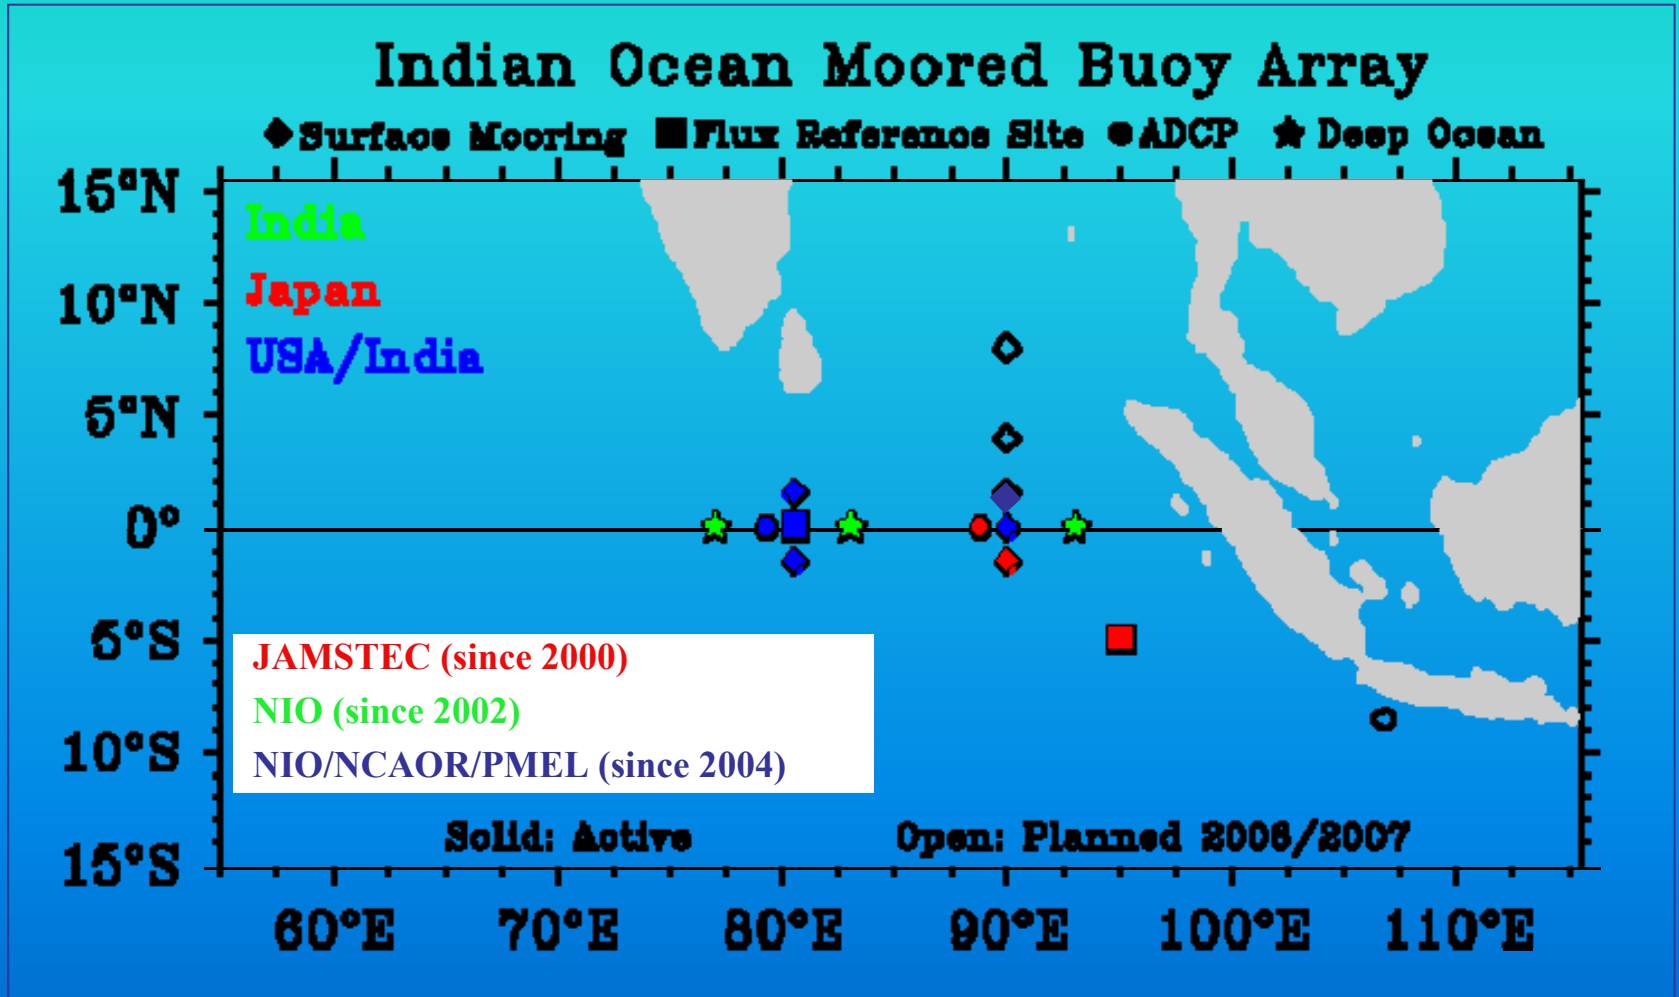 Indian Ocean Moored Buoy Array
Surface Mooring Flux Reference Site ADCP Deep Ocean
15°N
India
Japan
10°N
USA/India
5°N
0°
5°S
JAMSTEC (since 2000)
NIO (since 2002)
10°S
NIO/NCAOR/PMEL (since 2004)
Solid: Active Open: Planned 2006/2007
15°S
60°E 70°E 80°E 90°E 100°E 110°E